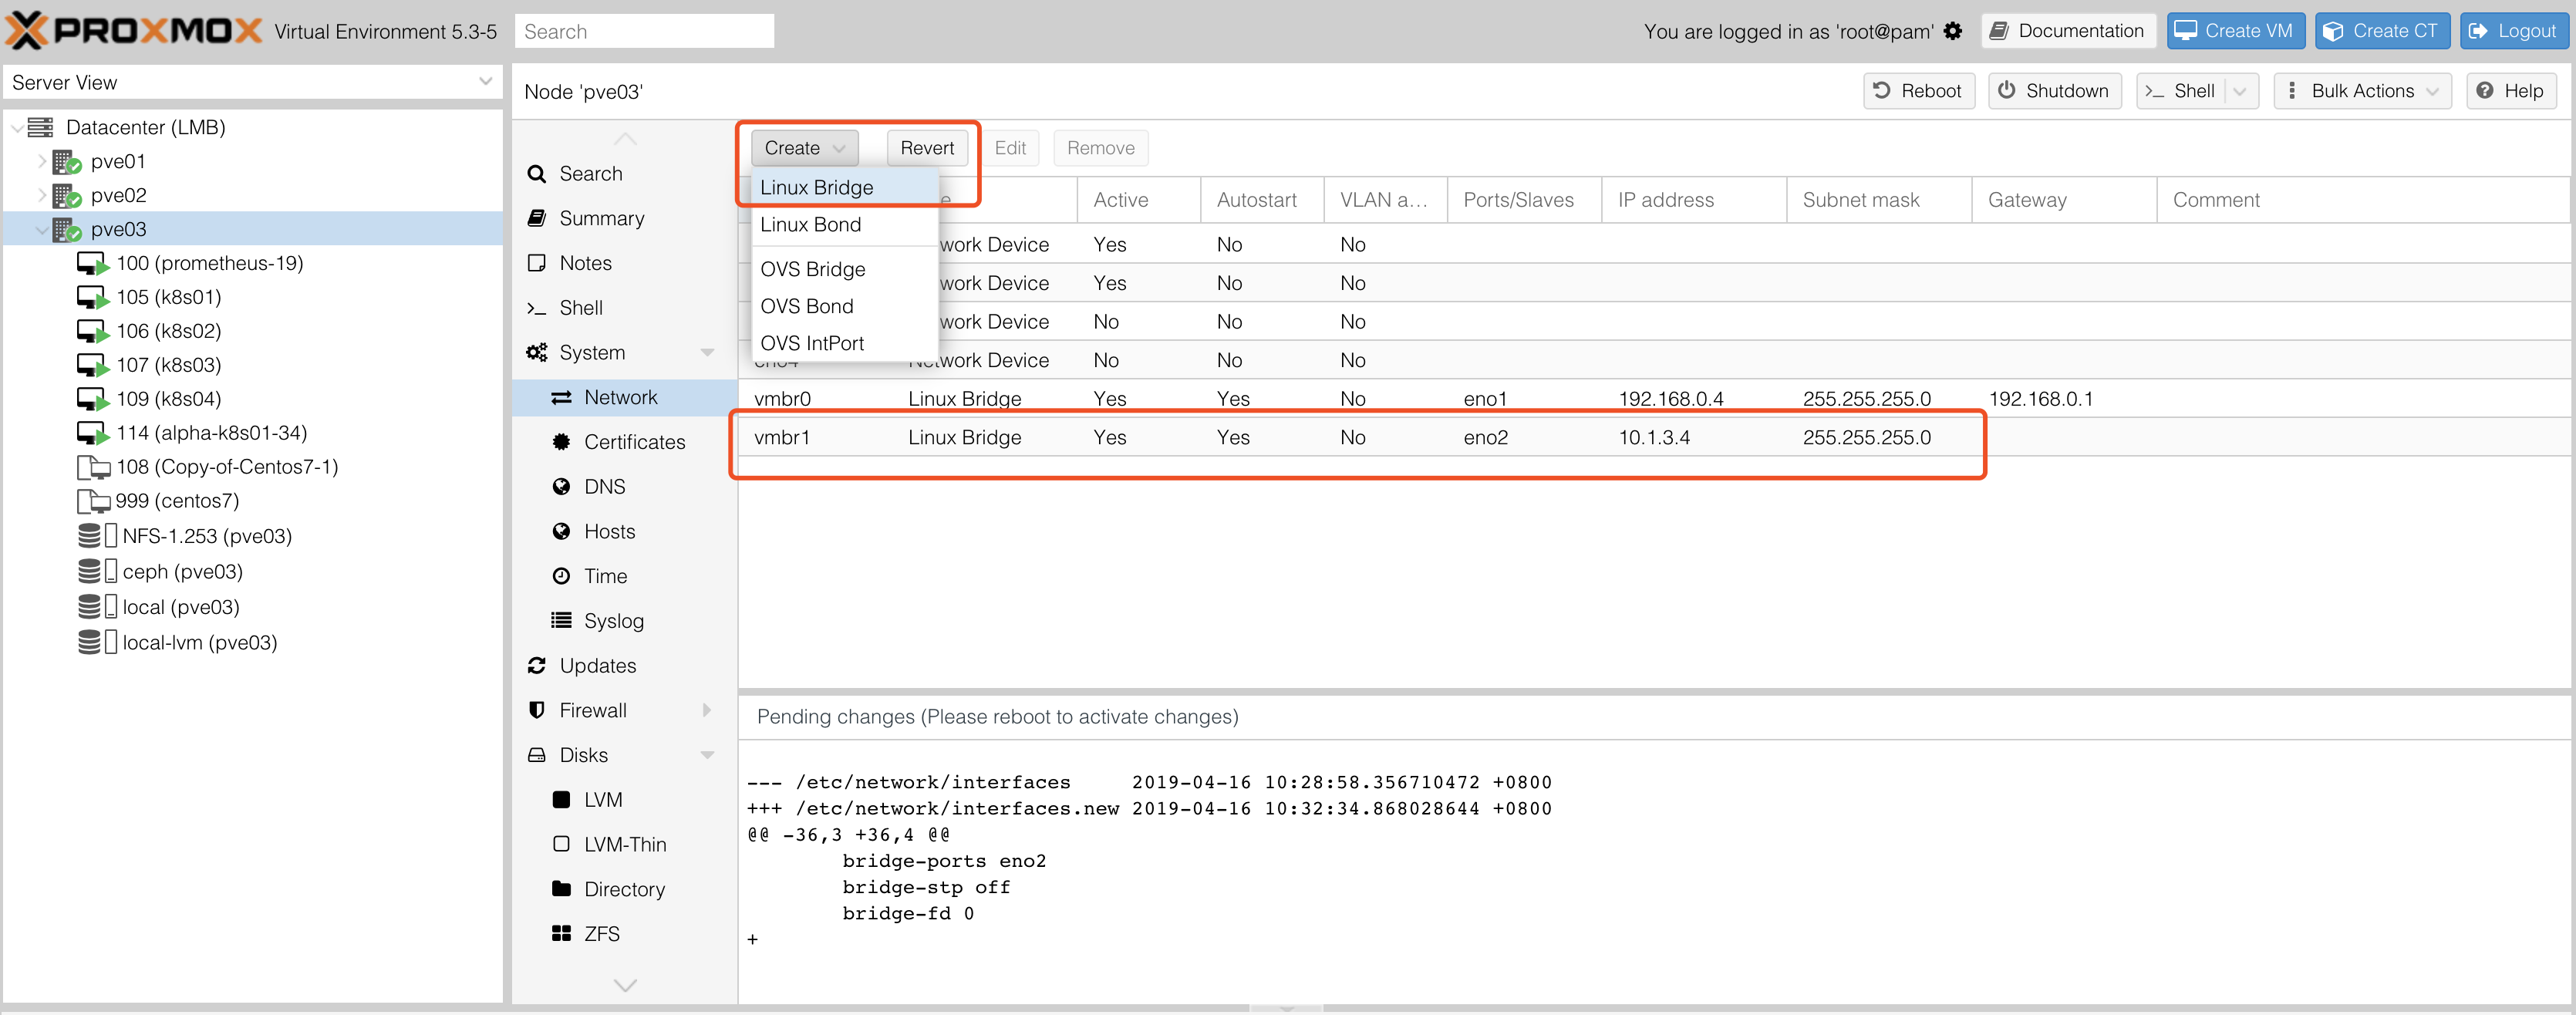 PROXMOX Virtual Environment 5.3-5 Search You are logged in as 'root@pam' Documentation Create VM Create CT Logout
Server View
Datacenter (LMB)
pve01
pve02
pve03
100 (prometheus-19)
105 (k8s01)
106 (k8s02)
107 (k8s03)
109 (k8s04)
114 (alpha-k8s01-34)
108 (Copy-of-Centos7-1)
999 (centos7)
NFS-1.253 (pve03)
ceph (pve03)
local (pve03)
local-lvm (pve03)
Node 'pve03' Reboot Shutdown Shell Bulk Actions Help
Search
Summary
Notes
Shell
System
Network
Certificates
DNS
Hosts
Time
Syslog
Updates
Firewall
Disks
LVM
LVM-Thin
Directory
ZFS
Create Revert Edit Remove
Linux Bridge
Linux Bond
OVS Bridge
OVS Bond
OVS IntPort
e Active Autostart VLAN a... Ports/Slaves IP address Subnet mask Gateway Comment
work Device Yes No No
work Device Yes No No
work Device No No No
eno4 Network Device No No No
vmbr0 Linux Bridge Yes Yes No eno1 192.168.0.4 255.255.255.0 192.168.0.1
vmbr1 Linux Bridge Yes Yes No eno2 10.1.3.4 255.255.255.0
Pending changes (Please reboot to activate changes)
--- /etc/network/interfaces 2019-04-16 10:28:58.356710472 +0800
+++ /etc/network/interfaces.new 2019-04-16 10:32:34.868028644 +0800
@@ -36,3 +36,4 @@
bridge-ports eno2
bridge-stp off
bridge-fd 0
+